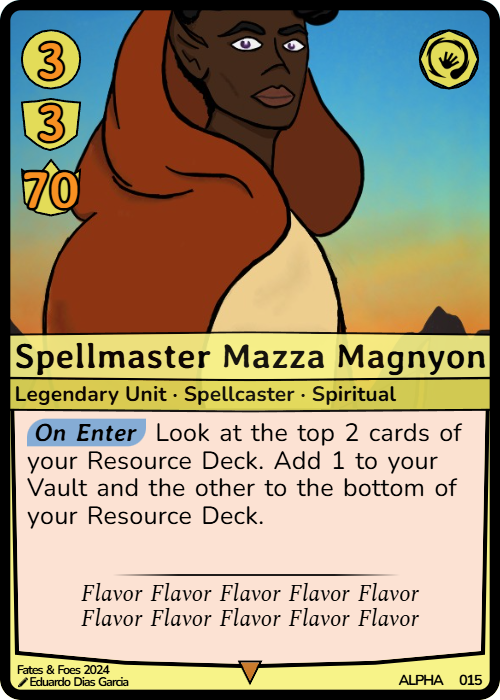 3
3
70
Spellmaster Mazza Magnyon
Legendary Unit · Spellcaster · Spiritual
On Enter Look at the top 2 cards of
your Resource Deck. Add 1 to your
Vault and the other to the bottom of
your Resource Deck.
Flavor Flavor Flavor Flavor Flavor
Flavor Flavor Flavor Flavor Flavor
Fates & Foes 2024
Eduardo Dias Garcia
ALPHA 015